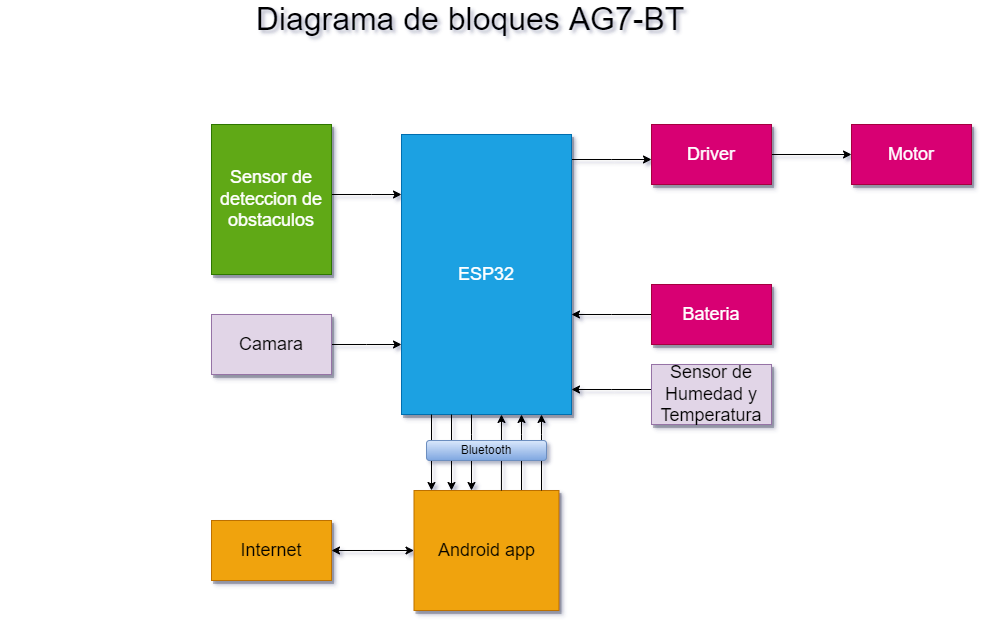 Diagrama de bloques AG7-BT
Sensor de
deteccion de
obstaculos
ESP32
Driver
Motor
Camara
Bateria
Sensor de
Humedad y
Temperatura
Bluetooth
Internet
Android app